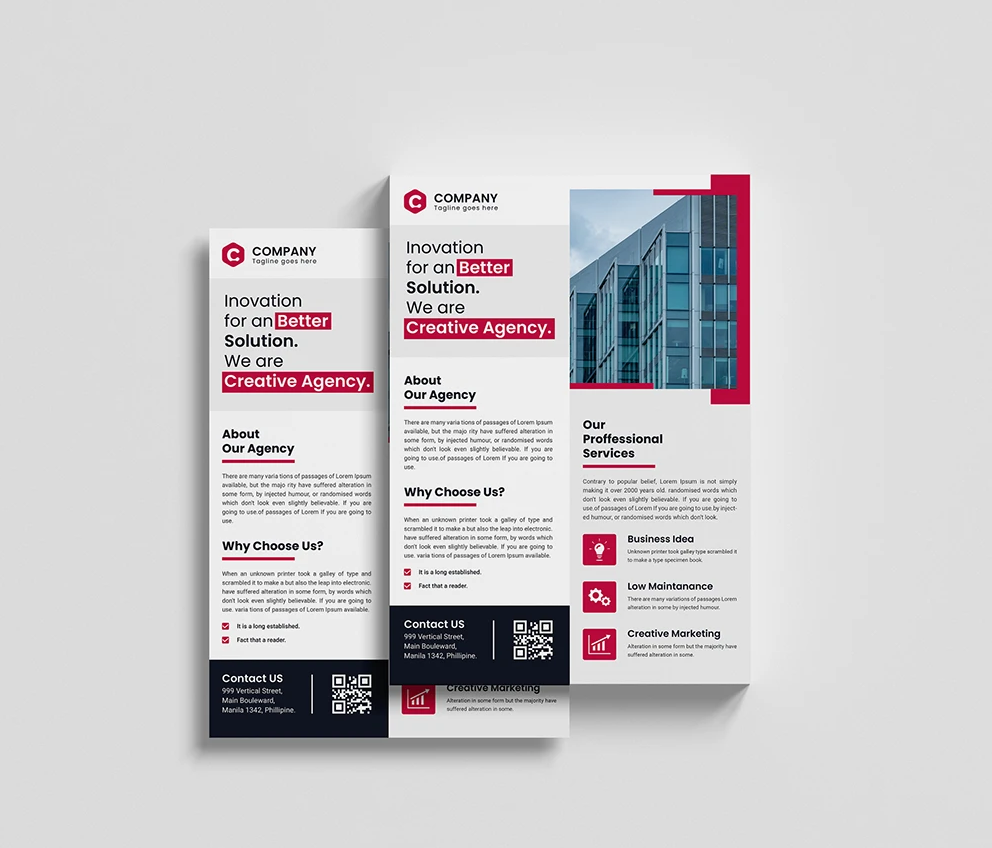 COMPANY
Tagline goes here
Inovation
for an Better
Solution.
We are
Creative Agency.
About
Our Agency
There are many varia tions of passages of Lorem Ipsum
available, but the majo rity have suffered alteration in
some form, by injected humour, or randomised words
which don't look even slightly believable. If you are
going to use.of passages of Lorem If you are going to
use.
Why Choose Us?
When an unknown printer took a galley of type and
scrambled it to make a but also the leap into electronic.
have alteration in some form, by words which don't look
even slightly believable. If you are going to
use. varia tions of passages of Lorem Ipsum available.
It is a long established.
Fact that a reader.
Contact US
999 Vertical Street,
Main Bouleward,
Manila 1342, Phillipine.
COMPANY
Tagline goes here
Inovation
for an Better
Solution.
We are
Creative Agency.
About
Our Agency
There are many varia tions of passages of Lorem Ipsum
available, but the majo rity have suffered alteration in
some form, by injected humour, or randomised words
which don't look even slightly believable. If you are
going to use.of passages of Lorem If you are going to
use.
Why Choose Us?
When an unknown printer took a galley of type and
scrambled it to make a but also the leap into electronic.
have alteration in some form, by words which
don't look even slightly believable. If you are going to
use. varia tions of passages of Lorem Ipsum available.
It is a long established.
Fact that a reader.
Contact US
999 Vertical Street,
Main Bouleward,
Manila 1342, Phillipine.
Our
Proffessional
Services
Contrary to popular belief, Lorem Ipsum is not simply
making it over 2000 years old. randomised words which
don't look even slightly believable. If you are going to
use.of passages of Lorem If you are going to use.by inject-
ed humour, or randomised words which don't look.
Business Idea
Unknown printer took galley type scrambled it
to make a type specimen book.
Low Maintanance
There are many variations of passages Lorem
alteration in some by injected humour.
Creative Marketing
Alteration in some form but the majority have
suffered alteration in some.
Creative Marketing
Alteration in some form but the majority have
suffered alteration in some.